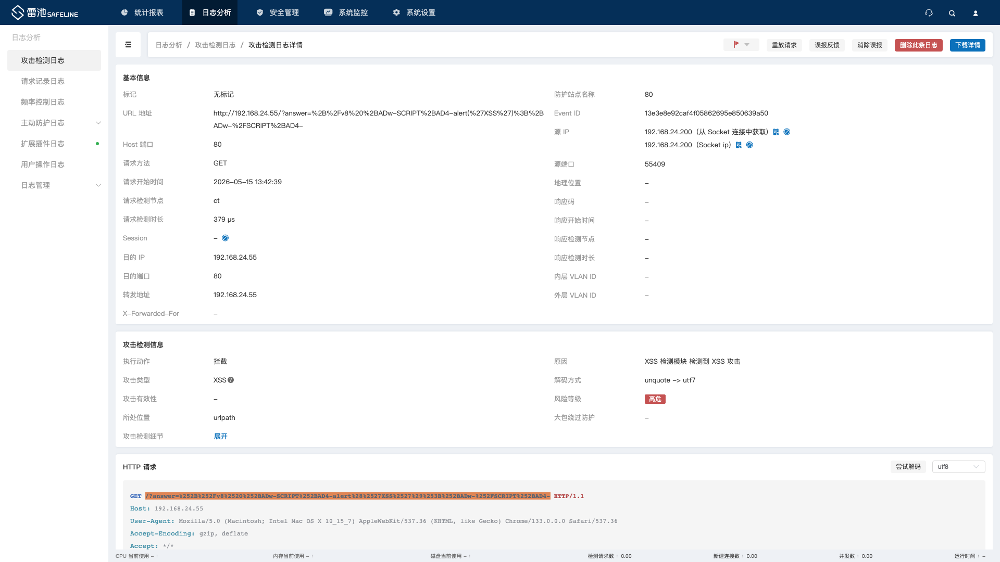 雷池 SAFELINE
统计报表
日志分析
安全管理
系统监控
系统设置
日志分析
攻击检测日志
请求记录日志
频率控制日志
主动防护日志
扩展插件日志
用户操作日志
日志管理
日志分析 / 攻击检测日志 / 攻击检测日志详情
重放请求
误报反馈
消除误报
删除此条日志
下载详情
基本信息
标记 无标记
URL 地址 http://192.168.24.55/?answer=%2B%2Fv8%20%2BADw-SCRIPT%2BAD4-alert(%27XSS%27)%3B%2B
ADw-%2FSCRIPT%2BAD4-
Host 端口 80
请求方法 GET
请求开始时间 2026-05-15 13:42:39
请求检测节点 ct
请求检测时长 379 μs
Session –
目的 IP 192.168.24.55
目的端口 80
转发地址 192.168.24.55
X-Forwarded-For –
防护站点名称 80
Event ID 13e3e8e92caf4f05862695e850639a50
源 IP 192.168.24.200（从 Socket 连接中获取）
192.168.24.200（Socket ip）
源端口 55409
地理位置 –
响应码 –
响应开始时间 –
响应检测节点 –
响应检测时长 –
内层 VLAN ID –
外层 VLAN ID –
攻击检测信息
执行动作 拦截
攻击类型 XSS
攻击有效性 –
所处位置 urlpath
攻击检测细节 展开
原因 XSS 检测模块 检测到 XSS 攻击
解码方式 unquote -> utf7
风险等级 高危
大包绕过防护 –
HTTP 请求
尝试解码
utf8
GET /?answer=%252B%252Fv8%2520%252BADw-SCRIPT%252BAD4-alert%28%2527XSS%2527%29%253B%252BADw-%252FSCRIPT%252BAD4- HTTP/1.1
Host: 192.168.24.55
User-Agent: Mozilla/5.0 (Macintosh; Intel Mac OS X 10_15_7) AppleWebKit/537.36 (KHTML, like Gecko) Chrome/133.0.0.0 Safari/537.36
Accept-Encoding: gzip, deflate
Accept: */*
CPU 当前使用 – :
内存当前使用 – :
磁盘当前使用 – :
检测请求数： 0.00
新建连接数： 0.00
并发数： 0.00
运行时间： –